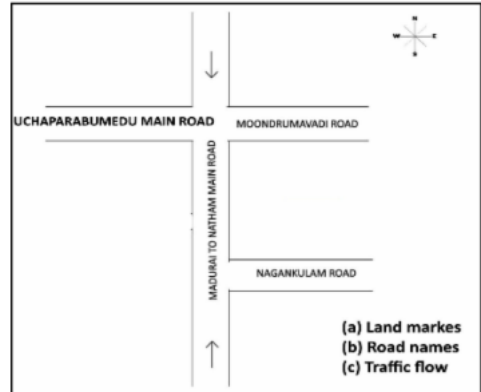 N
W E
S
UCHAPARABUMEDU MAIN ROAD
MOONDRUMAVADI ROAD
MADURAI TO NATHAM MAIN ROAD
NAGANKULAM ROAD
(a) Land markes
(b) Road names
(c) Traffic flow